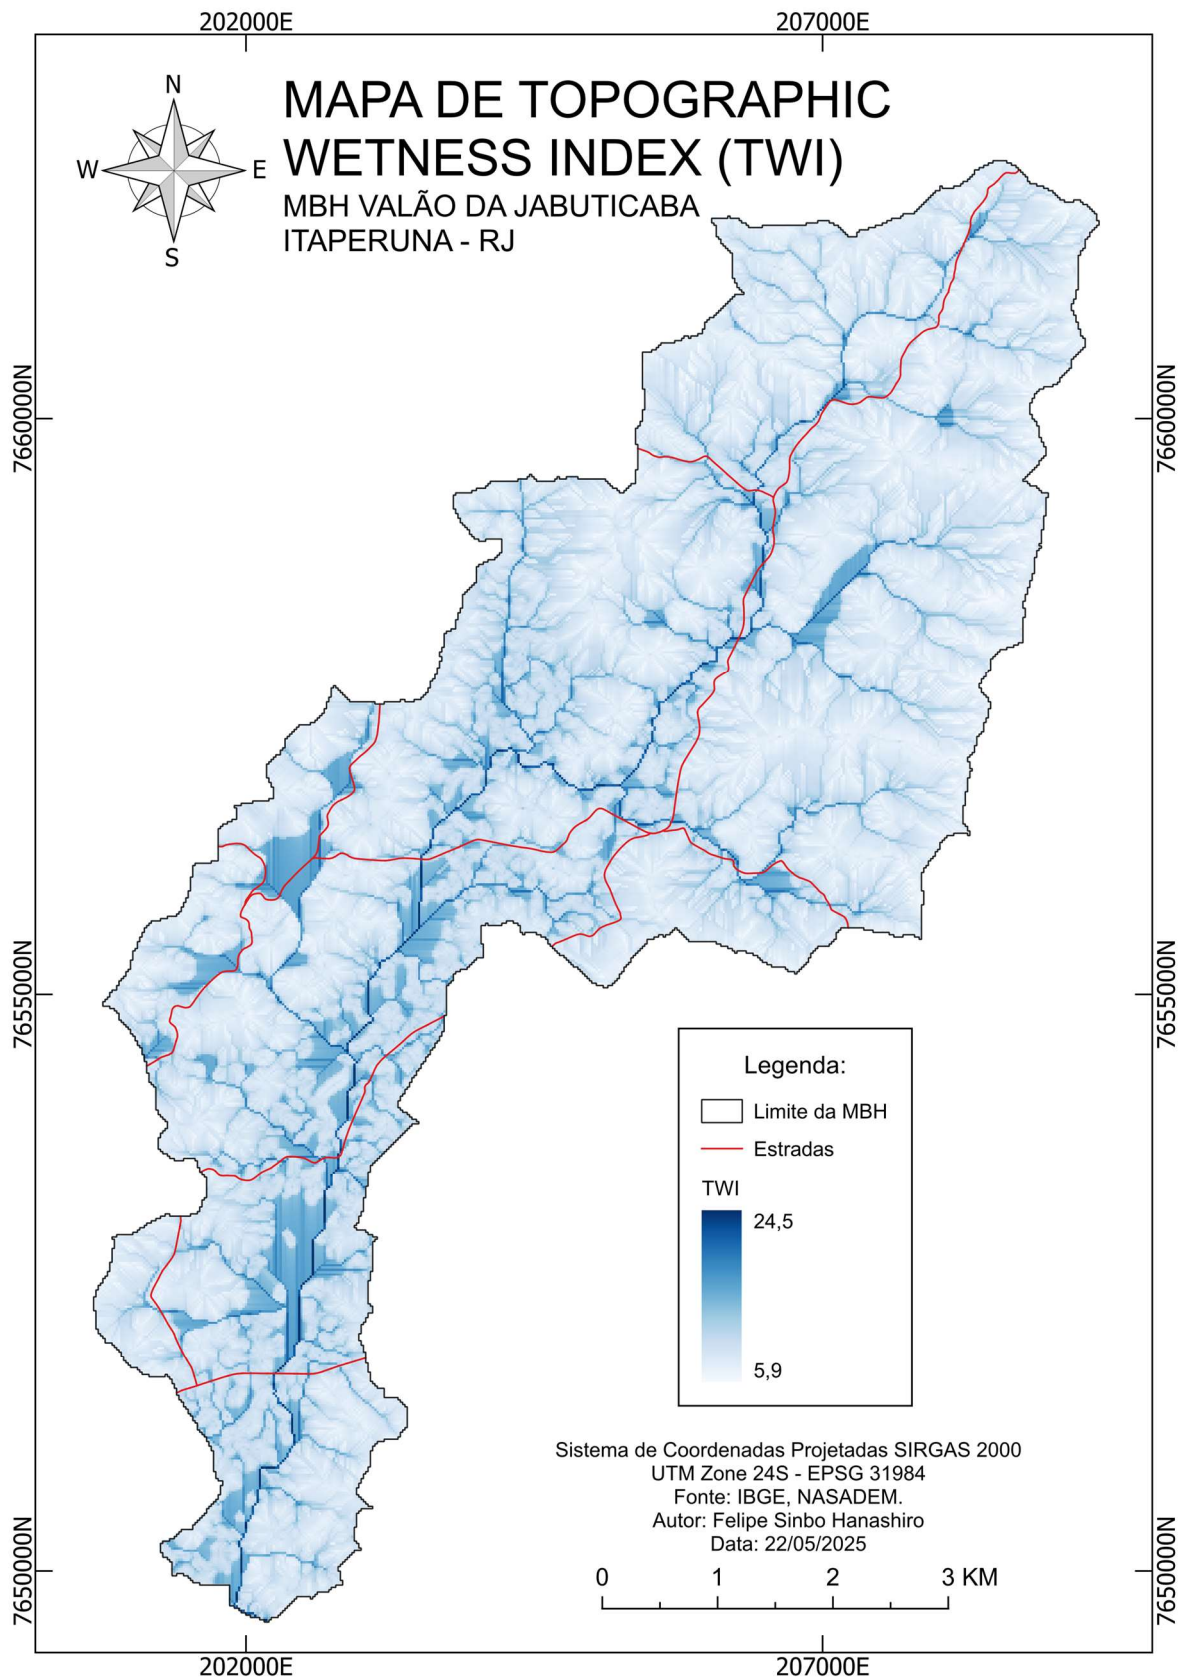 202000E
207000E
N
W
E
S
MAPA DE TOPOGRAPHIC
WETNESS INDEX (TWI)
MBH VALÃO DA JABUTICABA
ITAPERUNA - RJ
7660000N
7660000N
7655000N
7655000N
Legenda:
Limite da MBH
Estradas
TWI
24,5
5,9
Sistema de Coordenadas Projetadas SIRGAS 2000
UTM Zone 24S - EPSG 31984
Fonte: IBGE, NASADEM.
Autor: Felipe Sinbo Hanashiro
Data: 22/05/2025
0 1 2 3 KM
7650000N
7650000N
202000E
207000E